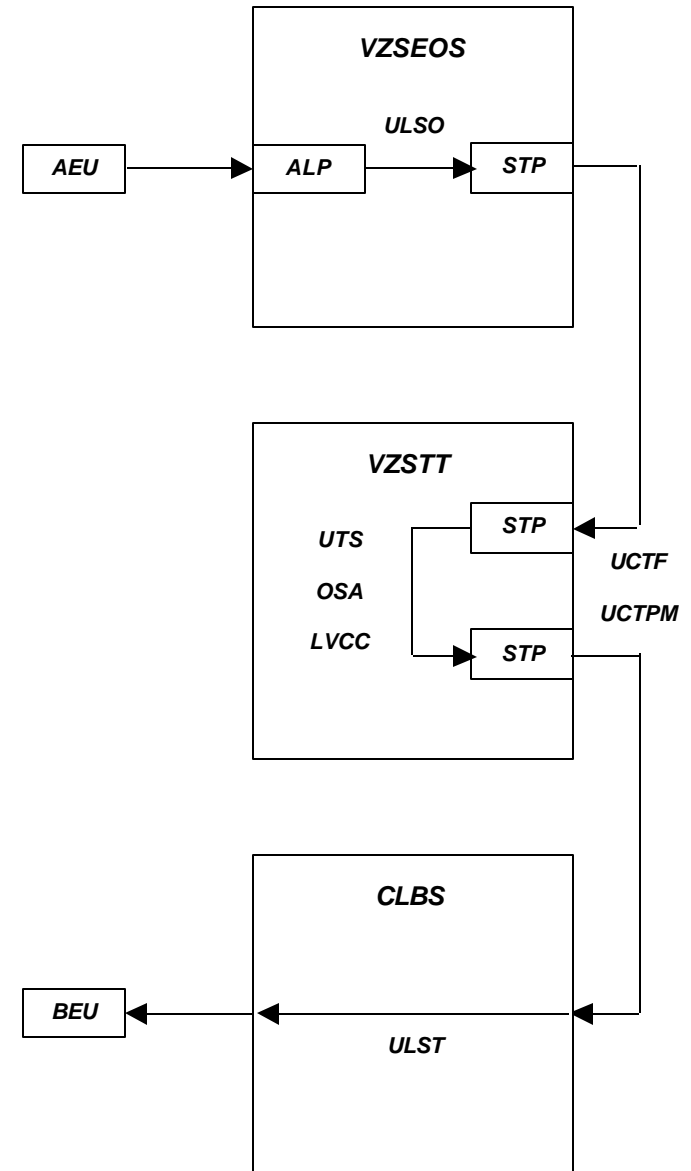 VZSEOS
ULSO
AEU
ALP
STP
VZSTT
STP
UTS
UCTF
OSA
UCTPM
LVCC
STP
CLBS
BEU
ULST